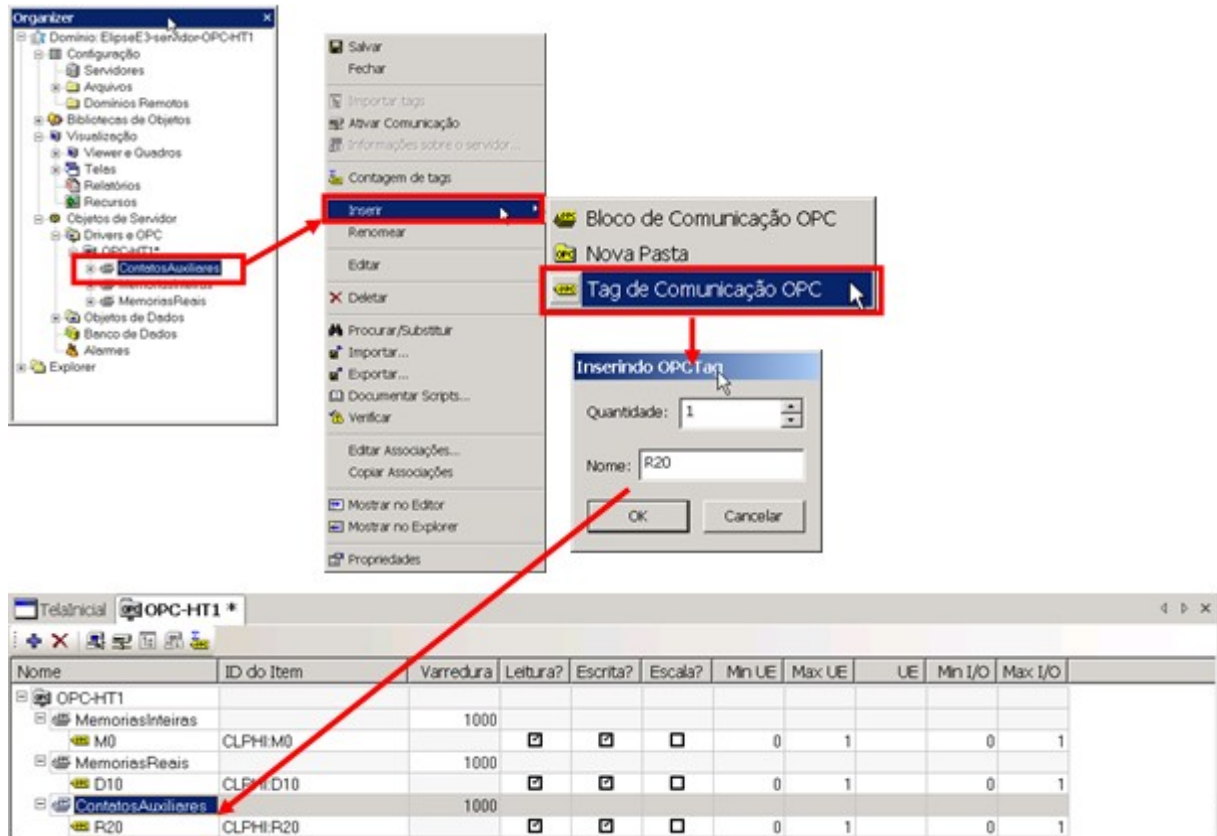 Organizer
Domínio: ElipseE3-servidor-OPC-HT1
Configuração
Servidores
Arquivos
Domínios Remotos
Bibliotecas de Objetos
Visualização
Viewer e Quadros
Telas
Relatórios
Recursos
Objetos de Servidor
Drivers e OPC
OPC-HT1*
ContatosAuxiliares
MemoriasInteiras
MemoriasReais
Objetos de Dados
Banco de Dados
Alarmes
Explorer
Salvar
Fechar
Importar tags
Ativar Comunicação
Informações sobre o servidor...
Contagem de tags
Inserir
Renomear
Editar
Deletar
Procurar/Substituir
Importar...
Exportar...
Documentar Scripts...
Verificar
Editar Associações...
Copiar Associações
Mostrar no Editor
Mostrar no Explorer
Propriedades
Bloco de Comunicação OPC
Nova Pasta
Tag de Comunicação OPC
Inserindo OPCTag
Quantidade: 1
Nome: R20
OK Cancelar
TelaInicial OPC-HT1 *
Nome ID do Item Varredura Leitura? Escrita? Escala? Min UE Max UE UE Min I/O Max I/O
OPC-HT1
MemoriasInteiras 1000
M0 CLPHI:M0 0 1 0 1
MemoriasReais 1000
D10 CLPHI:D10 0 1 0 1
ContatosAuxiliares 1000
R20 CLPHI:R20 0 1 0 1